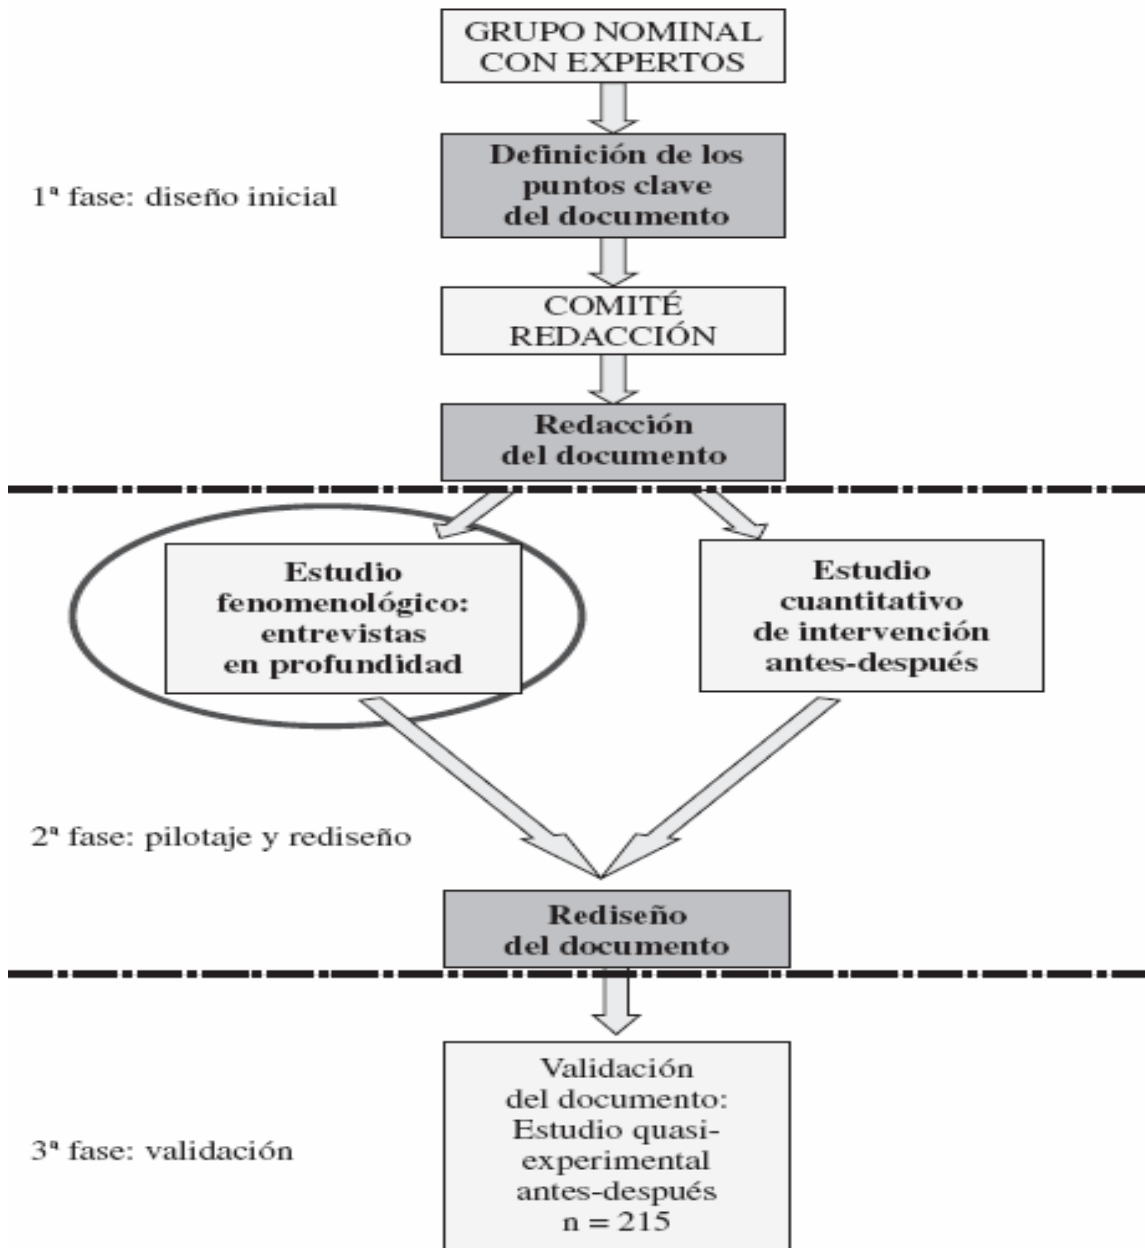 GRUPO NOMINAL
CON EXPERTOS
Definición de los
puntos clave
del documento
1ª fase: diseño inicial
COMITÉ
REDACCIÓN
Redacción
del documento
Estudio
fenomenológico:
entrevistas
en profundidad
Estudio
cuantitativo
de intervención
antes-después
2ª fase: pilotaje y rediseño
Rediseño
del documento
Validación
del documento:
Estudio quasi-
experimental
antes-después
n = 215
3ª fase: validación